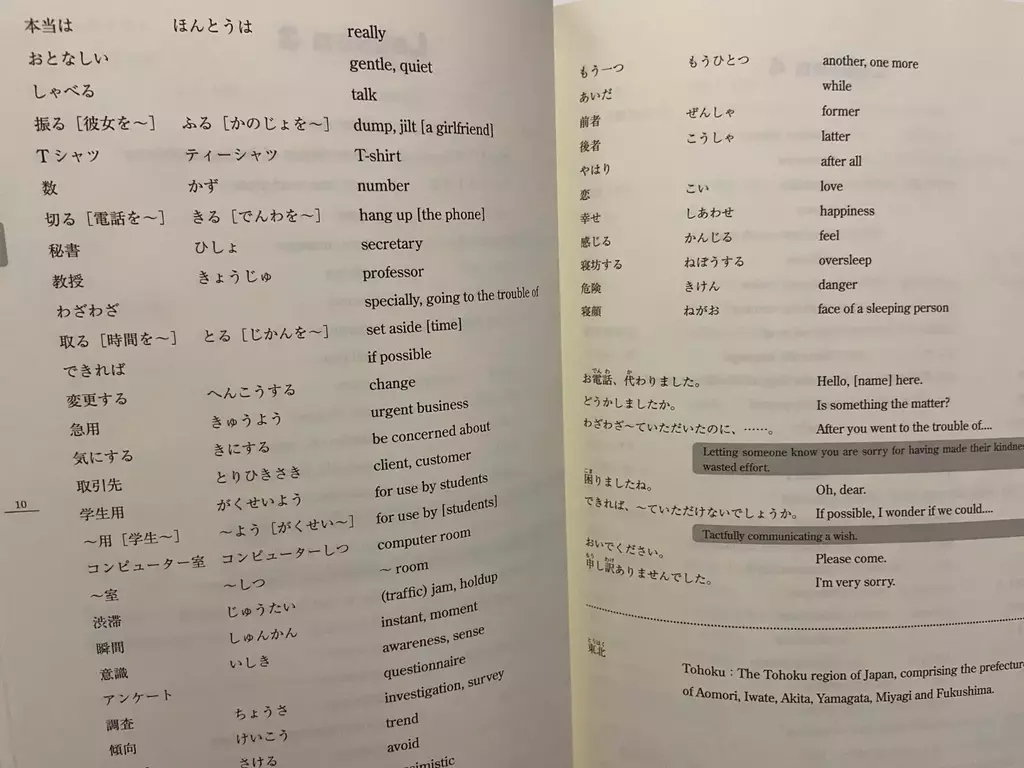 本当は ほんとうは really
おとなしい gentle, quiet
しゃべる talk
振る［彼女を〜］ ふる［かのじょを〜］ dump, jilt [a girlfriend]
Tシャツ ティーシャツ T-shirt
数 かず number
切る［電話を〜］ きる［でんわを〜］ hang up [the phone]
秘書 ひしょ secretary
教授 きょうじゅ professor
わざわざ specially, going to the trouble of
取る［時間を〜］ とる［じかんを〜］ set aside [time]
できれば if possible
変更する へんこうする change
急用 きゅうよう urgent business
気にする きにする be concerned about
取引先 とりひきさき client, customer
学生用 がくせいよう for use by students
〜用［学生〜］ 〜よう［がくせい〜］ for use by [students]
コンピューター室 コンピューターしつ computer room
〜室 〜しつ 〜 room
渋滞 じゅうたい (traffic) jam, holdup
瞬間 しゅんかん instant, moment
意識 いしき awareness, sense
アンケート questionnaire
調査 ちょうさ investigation, survey
傾向 けいこう trend
さける avoid
10
もう一つ もうひとつ another, one more
あいだ while
前者 ぜんしゃ former
後者 こうしゃ latter
やはり after all
恋 こい love
幸せ しあわせ happiness
感じる かんじる feel
寝坊する ねぼうする oversleep
危険 きけん danger
寝顔 ねがお face of a sleeping person
でんわ か
お電話、代わりました。 Hello, [name] here.
どうかしましたか。 Is something the matter?
わざわざ〜ていただいたのに、……。 After you went to the trouble of....
Letting someone know you are sorry for having made their kindness
wasted effort.
こま
困りましたね。 Oh, dear.
できれば、〜ていただけないでしょうか。 If possible, I wonder if we could....
Tactfully communicating a wish.
おいでください。 Please come.
もう わけ
申し訳ありませんでした。 I'm very sorry.
とうほく
東北
Tohoku : The Tohoku region of Japan, comprising the prefecture
of Aomori, Iwate, Akita, Yamagata, Miyagi and Fukushima.